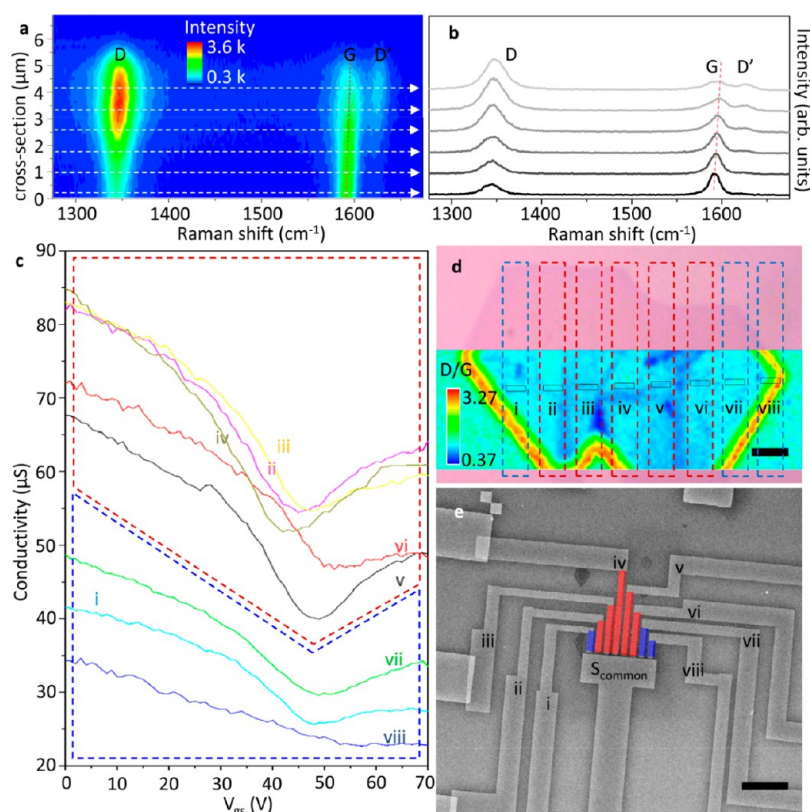 a
Intensity
3.6 k
0.3 k
D
G
D'
cross-section (µm)
6
5
4
3
2
1
0
1300
1400
1500
1600
Raman shift (cm⁻¹)
b
D
G
D'
Intensity (arb. units)
1300
1400
1500
1600
Raman shift (cm⁻¹)
c
Conductivity (µS)
90
80
70
60
50
40
30
20
iv
iii
ii
vi
v
i
vii
viii
0
10
20
30
40
50
60
70
V_gs (V)
d
D/G
3.27
0.37
i
ii
iii
iv
v
vi
vii
viii
e
iv
v
vi
vii
viii
iii
ii
i
S_common